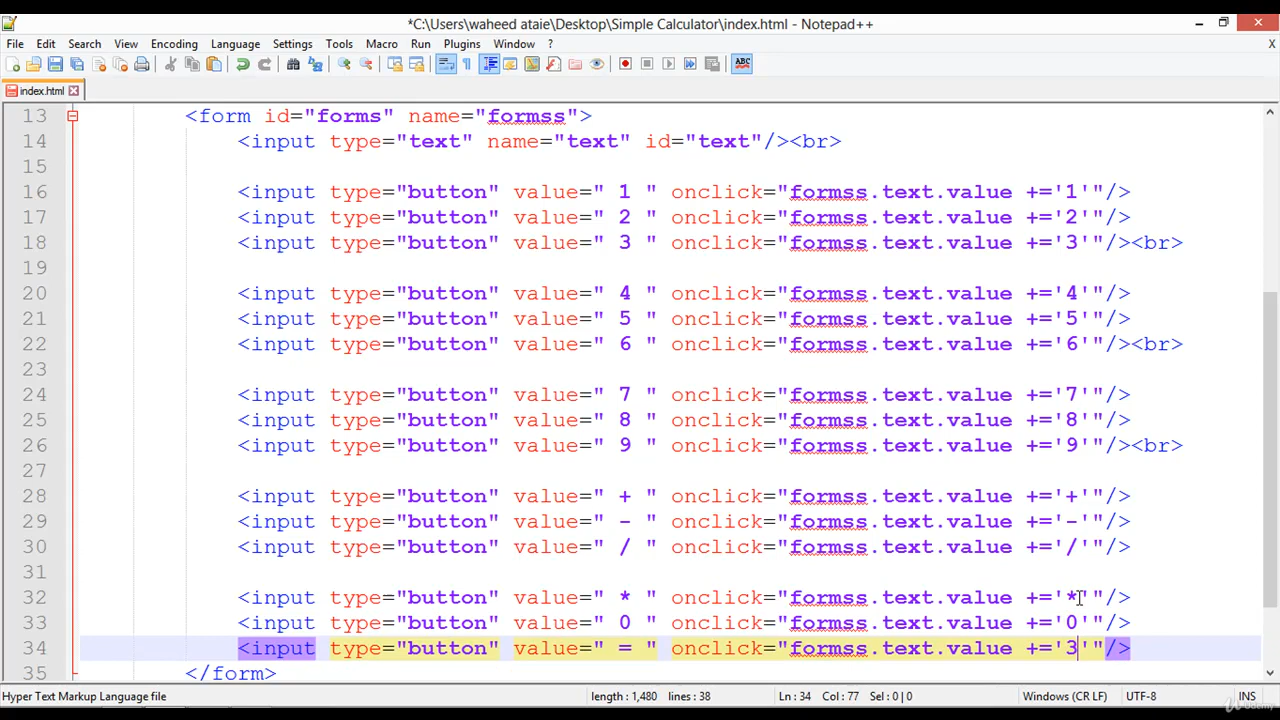 *C:\Users\waheed ataie\Desktop\Simple Calculator\index.html - Notepad++
File Edit Search View Encoding Language Settings Tools Macro Run Plugins Window ? X
ABC
index.html
13 <form id="forms" name="formss">
14 <input type="text" name="text" id="text"/><br>
15
16 <input type="button" value=" 1 " onclick="formss.text.value +='1'"/>
17 <input type="button" value=" 2 " onclick="formss.text.value +='2'"/>
18 <input type="button" value=" 3 " onclick="formss.text.value +='3'"/><br>
19
20 <input type="button" value=" 4 " onclick="formss.text.value +='4'"/>
21 <input type="button" value=" 5 " onclick="formss.text.value +='5'"/>
22 <input type="button" value=" 6 " onclick="formss.text.value +='6'"/><br>
23
24 <input type="button" value=" 7 " onclick="formss.text.value +='7'"/>
25 <input type="button" value=" 8 " onclick="formss.text.value +='8'"/>
26 <input type="button" value=" 9 " onclick="formss.text.value +='9'"/><br>
27
28 <input type="button" value=" + " onclick="formss.text.value +='+'"/>
29 <input type="button" value=" - " onclick="formss.text.value +='-'"/>
30 <input type="button" value=" / " onclick="formss.text.value +='/'"/>
31
32 <input type="button" value=" * " onclick="formss.text.value +='*'"/>
33 <input type="button" value=" 0 " onclick="formss.text.value +='0'"/>
34 <input type="button" value=" = " onclick="formss.text.value +='3'"/>
35 </form>
Hyper Text Markup Language file length : 1,480 lines : 38 Ln : 34 Col : 77 Sel : 0 | 0 Windows (CR LF) UTF-8 INS
Udemy